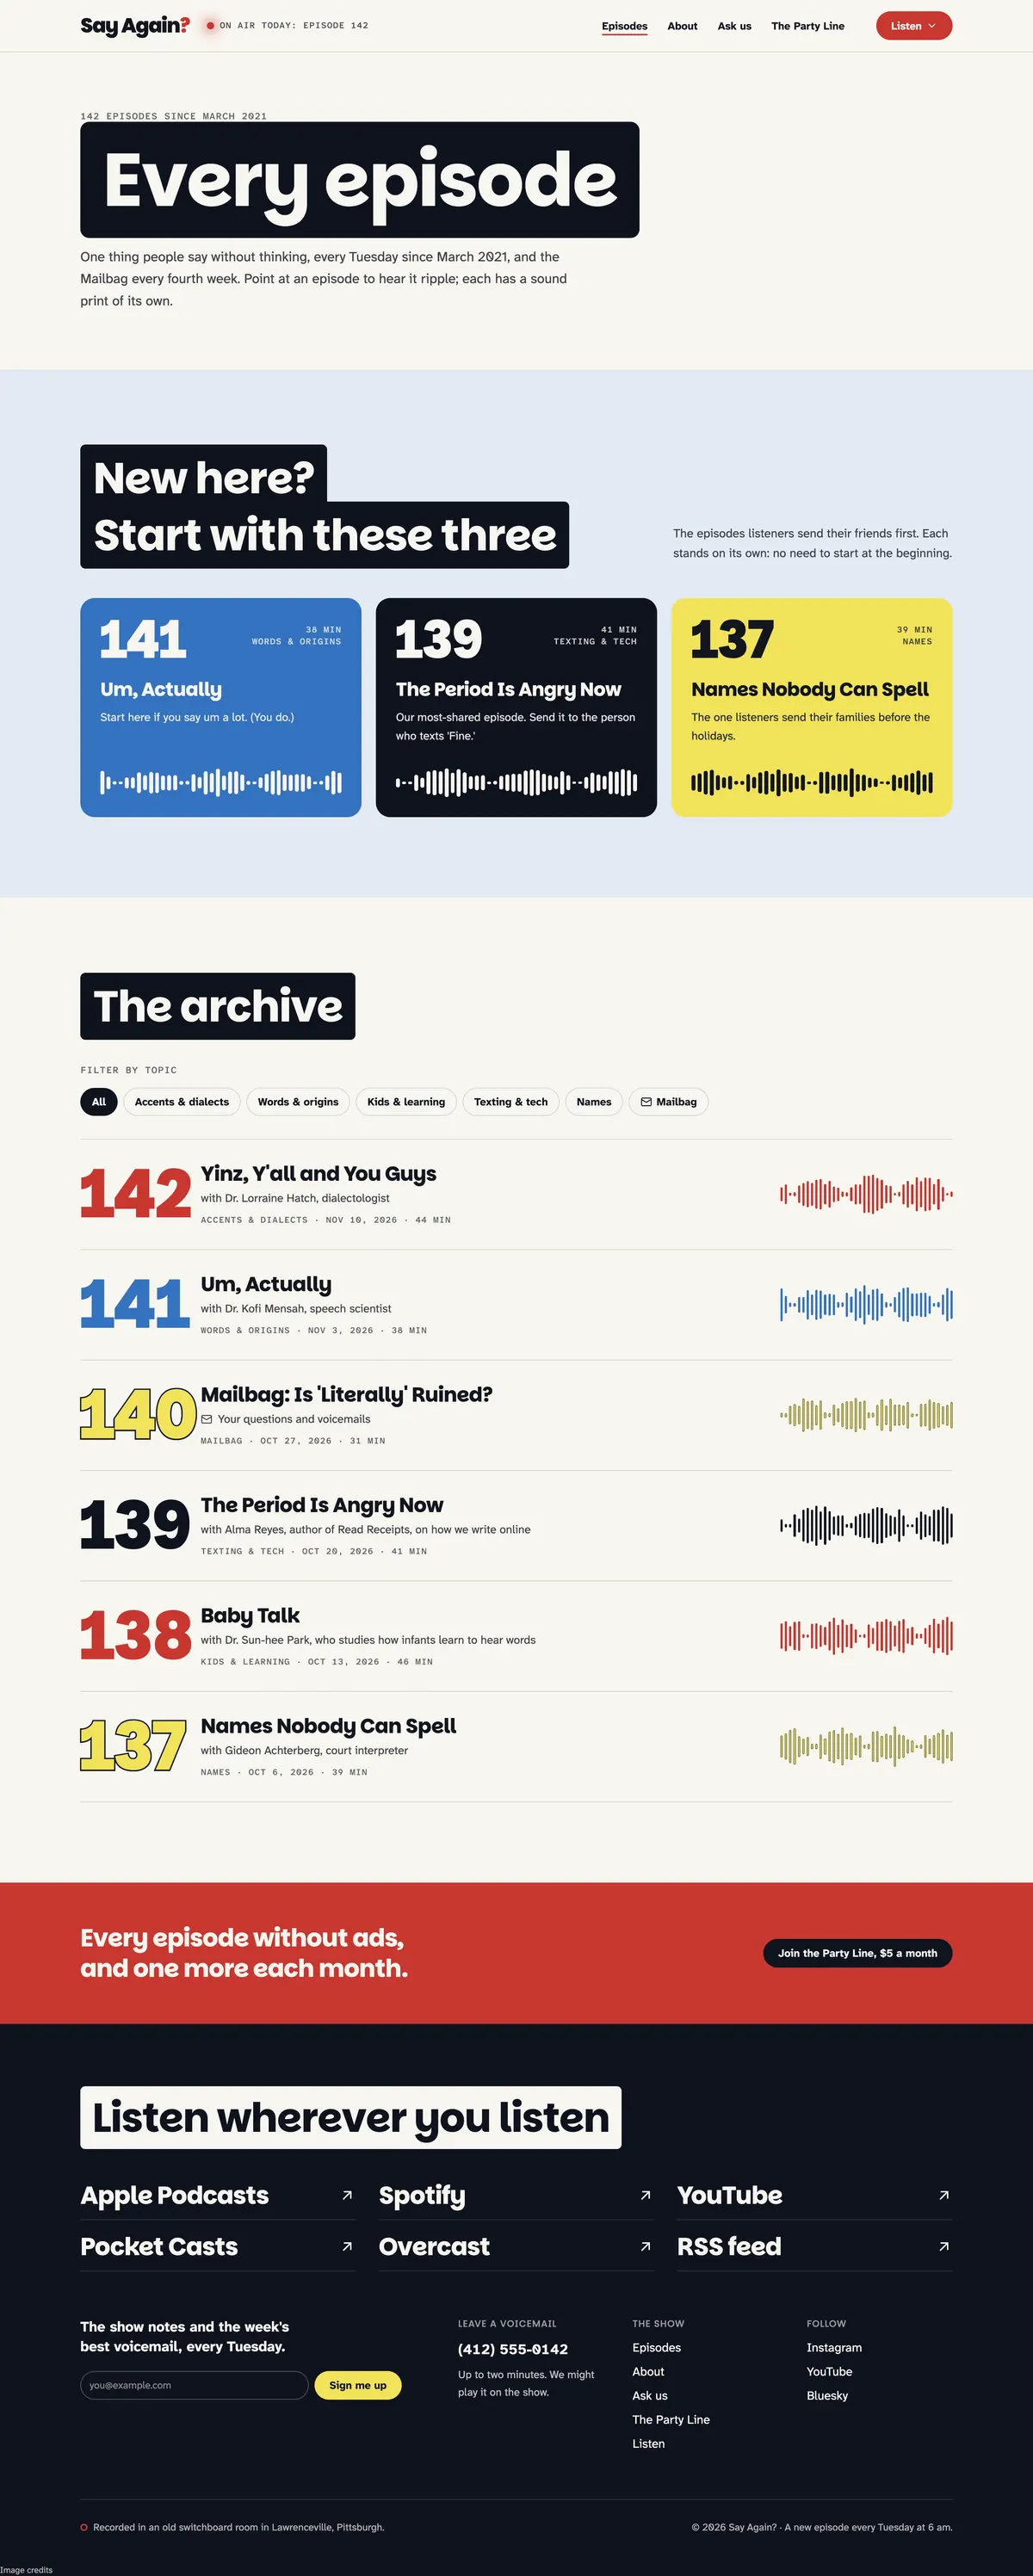 Say Again?
ON AIR TODAY: EPISODE 142
Episodes
About
Ask us
The Party Line
Listen
142 EPISODES SINCE MARCH 2021
Every episode
One thing people say without thinking, every Tuesday since March 2021, and the
Mailbag every fourth week. Point at an episode to hear it ripple; each has a sound
print of its own.
New here?
Start with these three
The episodes listeners send their friends first. Each
stands on its own: no need to start at the beginning.
141
38 MIN
WORDS & ORIGINS
Um, Actually
Start here if you say um a lot. (You do.)
139
41 MIN
TEXTING & TECH
The Period Is Angry Now
Our most-shared episode. Send it to the person
who texts 'Fine.'
137
39 MIN
NAMES
Names Nobody Can Spell
The one listeners send their families before the
holidays.
The archive
FILTER BY TOPIC
All
Accents & dialects
Words & origins
Kids & learning
Texting & tech
Names
Mailbag
142
Yinz, Y'all and You Guys
with Dr. Lorraine Hatch, dialectologist
ACCENTS & DIALECTS · NOV 10, 2026 · 44 MIN
141
Um, Actually
with Dr. Kofi Mensah, speech scientist
WORDS & ORIGINS · NOV 3, 2026 · 38 MIN
140
Mailbag: Is 'Literally' Ruined?
Your questions and voicemails
MAILBAG · OCT 27, 2026 · 31 MIN
139
The Period Is Angry Now
with Alma Reyes, author of Read Receipts, on how we write online
TEXTING & TECH · OCT 20, 2026 · 41 MIN
138
Baby Talk
with Dr. Sun-hee Park, who studies how infants learn to hear words
KIDS & LEARNING · OCT 13, 2026 · 46 MIN
137
Names Nobody Can Spell
with Gideon Achterberg, court interpreter
NAMES · OCT 6, 2026 · 39 MIN
Every episode without ads,
and one more each month.
Join the Party Line, $5 a month
Listen wherever you listen
Apple Podcasts
Spotify
YouTube
Pocket Casts
Overcast
RSS feed
The show notes and the week's
best voicemail, every Tuesday.
you@example.com
Sign me up
LEAVE A VOICEMAIL
(412) 555-0142
Up to two minutes. We might
play it on the show.
THE SHOW
Episodes
About
Ask us
The Party Line
Listen
FOLLOW
Instagram
YouTube
Bluesky
Recorded in an old switchboard room in Lawrenceville, Pittsburgh.
© 2026 Say Again? · A new episode every Tuesday at 6 am.
Image credits